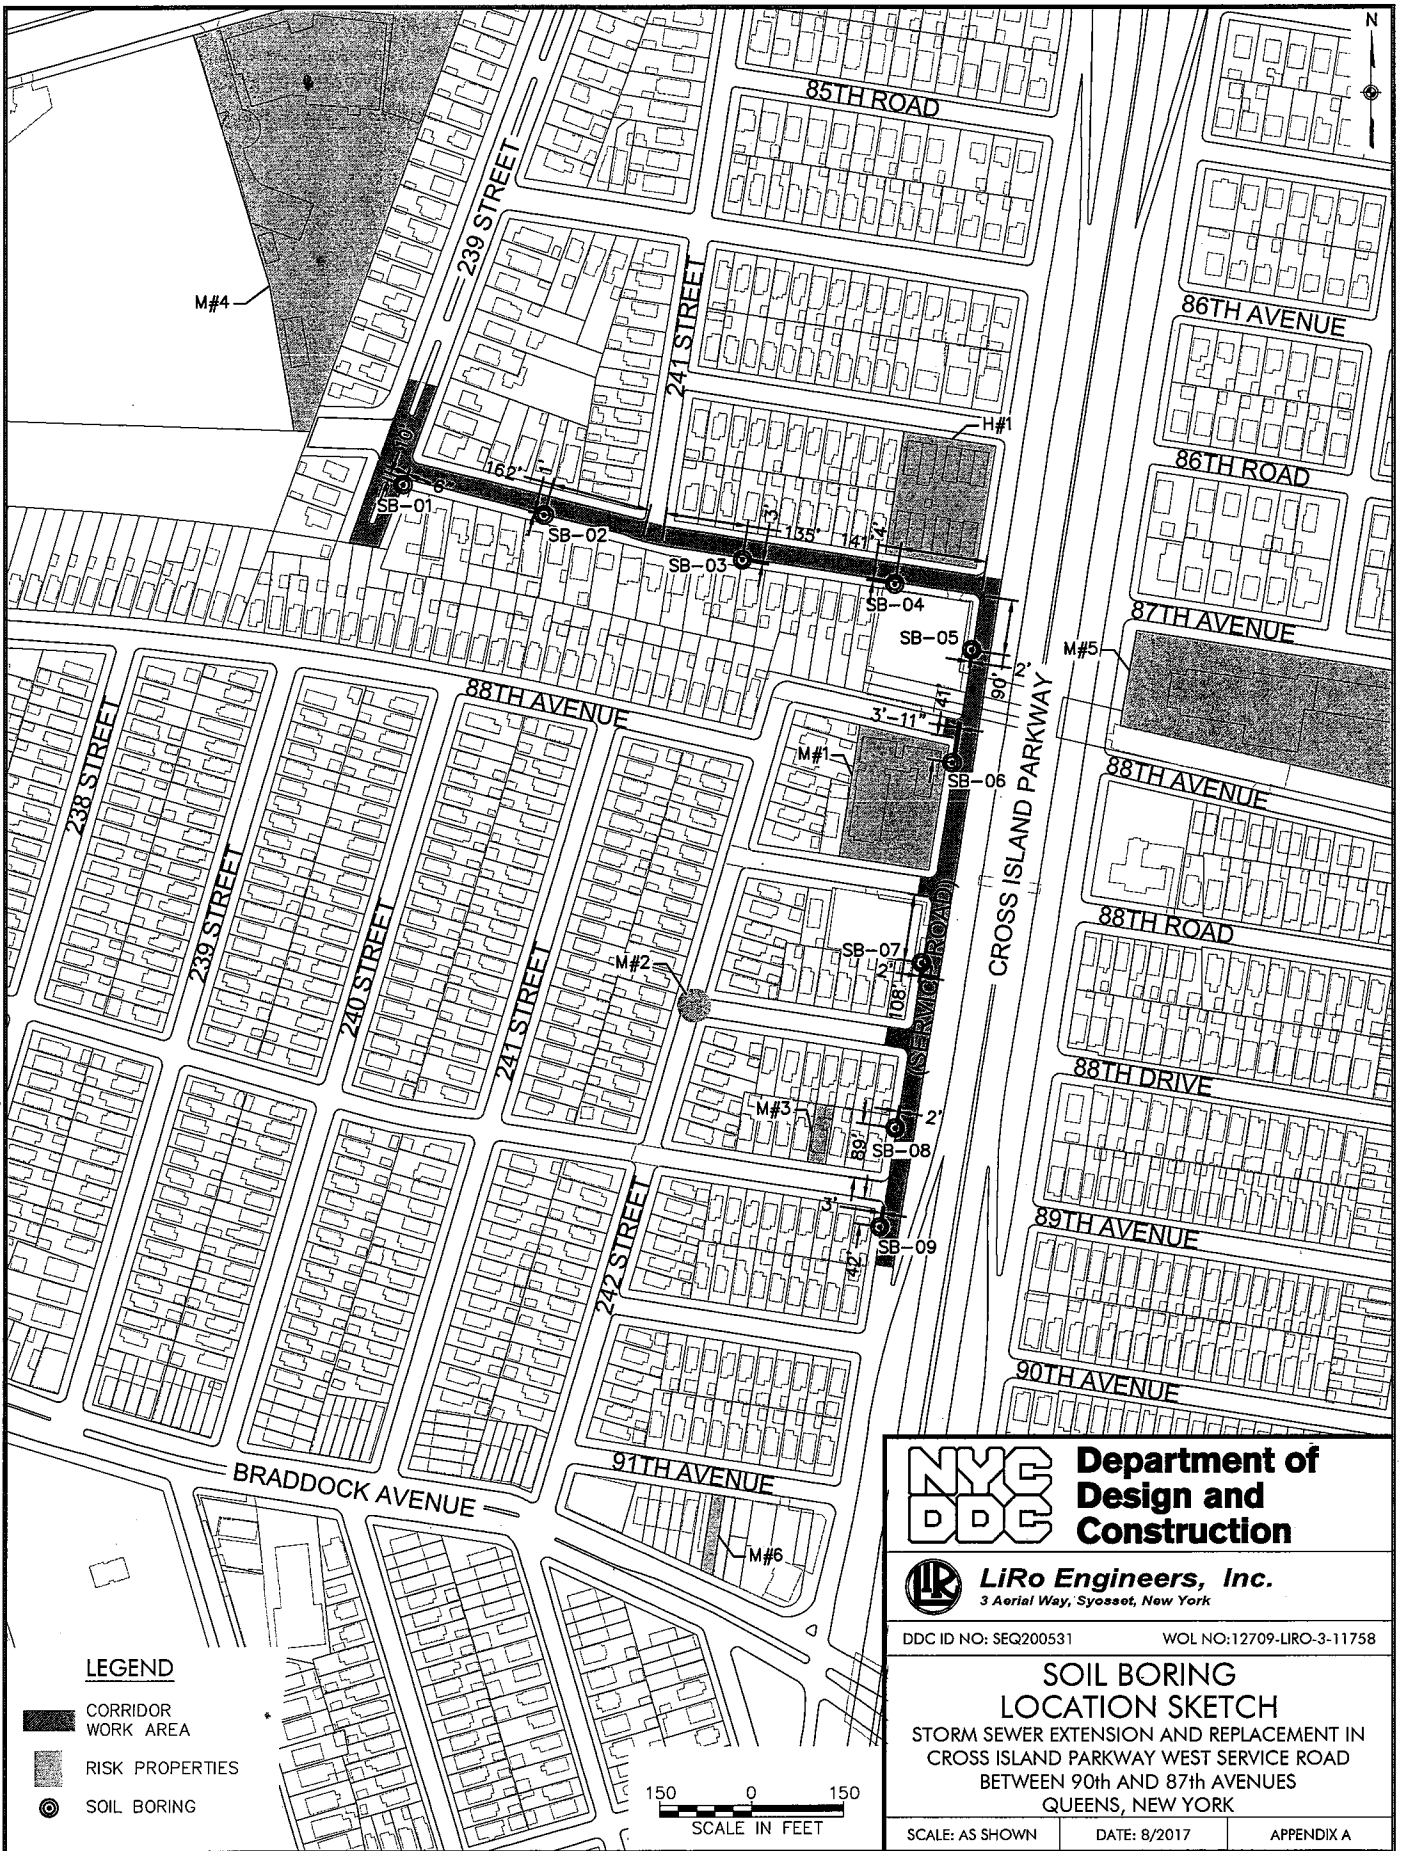 N
85TH ROAD
239 STREET
M#4
241 STREET
86TH AVENUE
H#1
86TH ROAD
10'
162'
1'
6'
SB-01
SB-02
3'
135'
141'
4'
SB-03
SB-04
87TH AVENUE
SB-05
M#5
2'
90'
88TH AVENUE
41'
3'-11"
M#1
1'
SB-06
CROSS ISLAND PARKWAY
88TH AVENUE
238 STREET
239 STREET
240 STREET
241 STREET
(SERVICE ROAD)
88TH ROAD
SB-07
2'
M#2
108'
88TH DRIVE
M#3
2'
89'
SB-08
242 STREET
3'
89TH AVENUE
SB-09
42'
90TH AVENUE
91TH AVENUE
BRADDOCK AVENUE
M#6
NYC
DDC
Department of
Design and
Construction
LiRo Engineers, Inc.
3 Aerial Way, Syosset, New York
DDC ID NO: SEQ200531
WOL NO:12709-LIRO-3-11758
SOIL BORING
LOCATION SKETCH
STORM SEWER EXTENSION AND REPLACEMENT IN
CROSS ISLAND PARKWAY WEST SERVICE ROAD
BETWEEN 90th AND 87th AVENUES
QUEENS, NEW YORK
SCALE: AS SHOWN
DATE: 8/2017
APPENDIX A
LEGEND
CORRIDOR
WORK AREA
RISK PROPERTIES
SOIL BORING
150 0 150
SCALE IN FEET